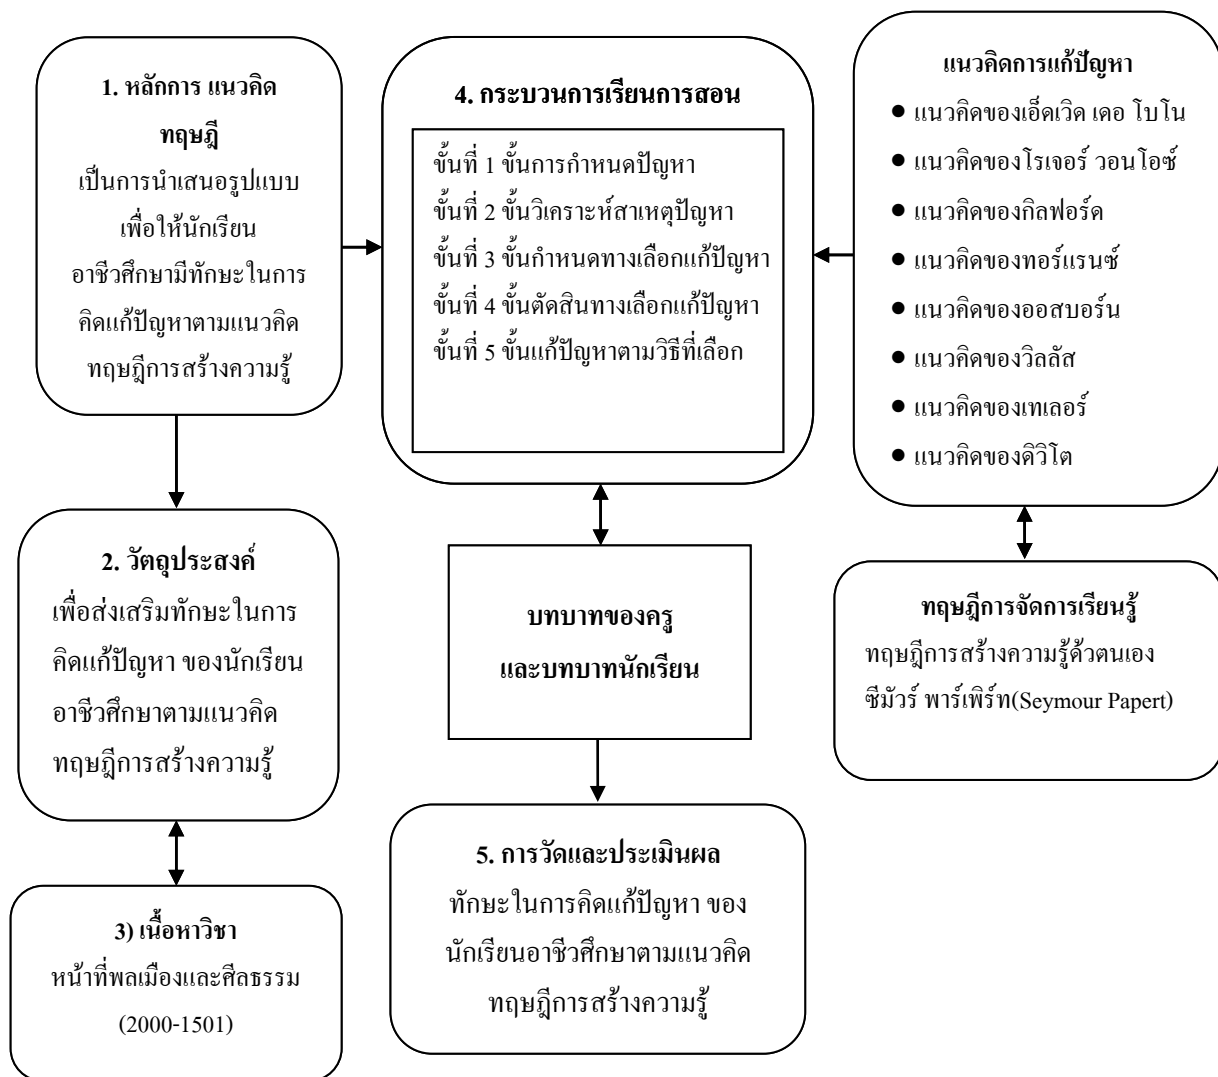 1. หลักการ แนวคิด
ทฤษฎี
เป็นการนำเสนอรูปแบบ
เพื่อให้นักเรียน
อาชีวศึกษามีทักษะในการ
คิดแก้ปัญหาตามแนวคิด
ทฤษฎีการสร้างความรู้
2. วัตถุประสงค์
เพื่อส่งเสริมทักษะในการ
คิดแก้ปัญหา ของนักเรียน
อาชีวศึกษาตามแนวคิด
ทฤษฎีการสร้างความรู้
3) เนื้อหาวิชา
หน้าที่พลเมืองและศีลธรรม
(2000-1501)
4. กระบวนการเรียนการสอน
ขั้นที่ 1 ขั้นการกำหนดปัญหา
ขั้นที่ 2 ขั้นวิเคราะห์สาเหตุปัญหา
ขั้นที่ 3 ขั้นกำหนดทางเลือกแก้ปัญหา
ขั้นที่ 4 ขั้นตัดสินทางเลือกแก้ปัญหา
ขั้นที่ 5 ขั้นแก้ปัญหาตามวิธีที่เลือก
บทบาทของครู
และบทบาทนักเรียน
5. การวัดและประเมินผล
ทักษะในการคิดแก้ปัญหา ของ
นักเรียนอาชีวศึกษาตามแนวคิด
ทฤษฎีการสร้างความรู้
แนวคิดการแก้ปัญหา
● แนวคิดของเอ็ดเวิด เดอ โบโน
● แนวคิดของโรเจอร์ วอนโอซ์
● แนวคิดของกิลฟอร์ด
● แนวคิดของทอร์แรนซ์
● แนวคิดของออสบอร์น
● แนวคิดของวิลลัส
● แนวคิดของเทเลอร์
● แนวคิดของดิวิโต
ทฤษฎีการจัดการเรียนรู้
ทฤษฎีการสร้างความรู้ด้วตนเอง
ซีมัวร์ พาร์เพิร์ท(Seymour Papert)